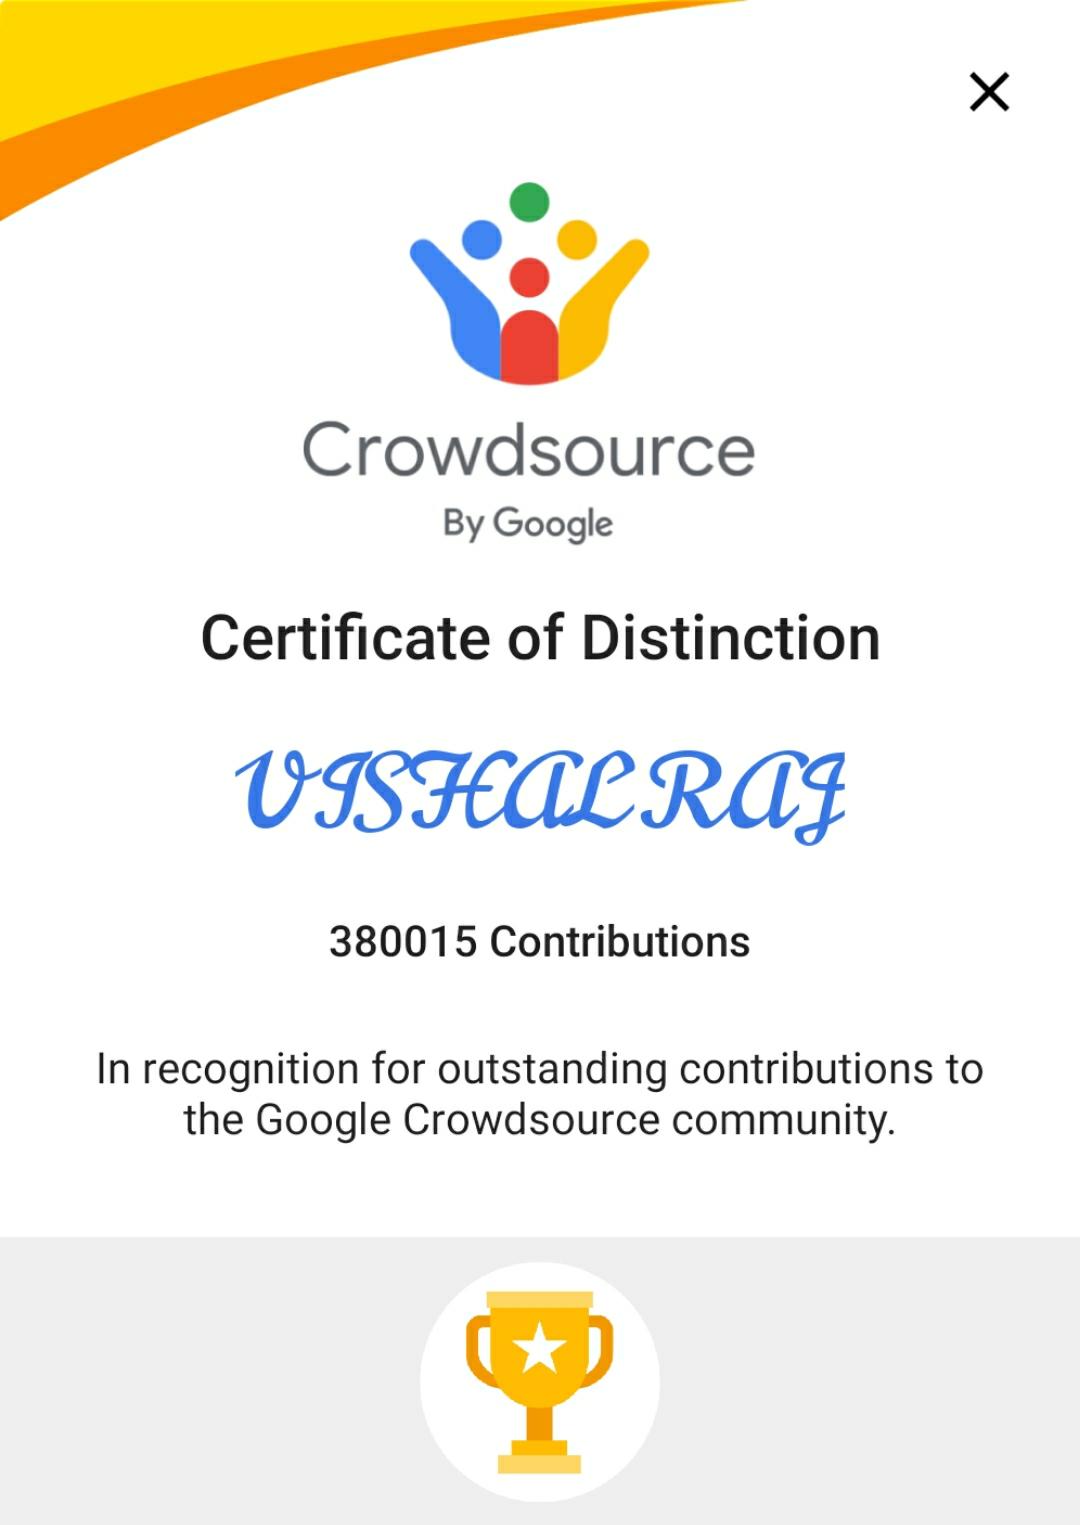 Crowdsource
By Google
Certificate of Distinction
VISHAL RAJ
380015 Contributions
In recognition for outstanding contributions to
the Google Crowdsource community.